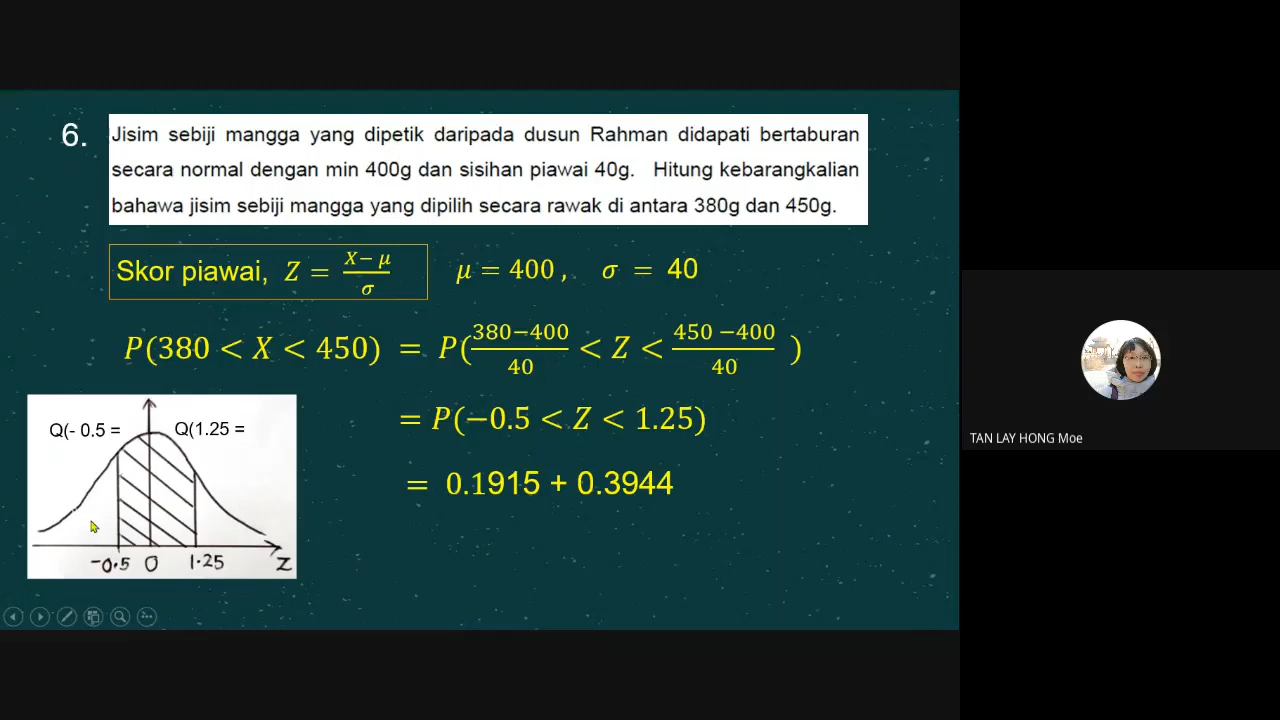 6. Jisim sebiji mangga yang dipetik daripada dusun Rahman didapati bertaburan
secara normal dengan min 400g dan sisihan piawai 40g. Hitung kebarangkalian
bahawa jisim sebiji mangga yang dipilih secara rawak di antara 380g dan 450g.
Skor piawai, Z = (X− μ)/σ μ = 400 , σ = 40
P(380 < X < 450) = P((380−400)/40 < Z < (450 −400)/40 )
= P(−0.5 < Z < 1.25)
= 0.1915 + 0.3944
Q(- 0.5 = Q(1.25 =
-0.5 0 1.25 Z
TAN LAY HONG Moe